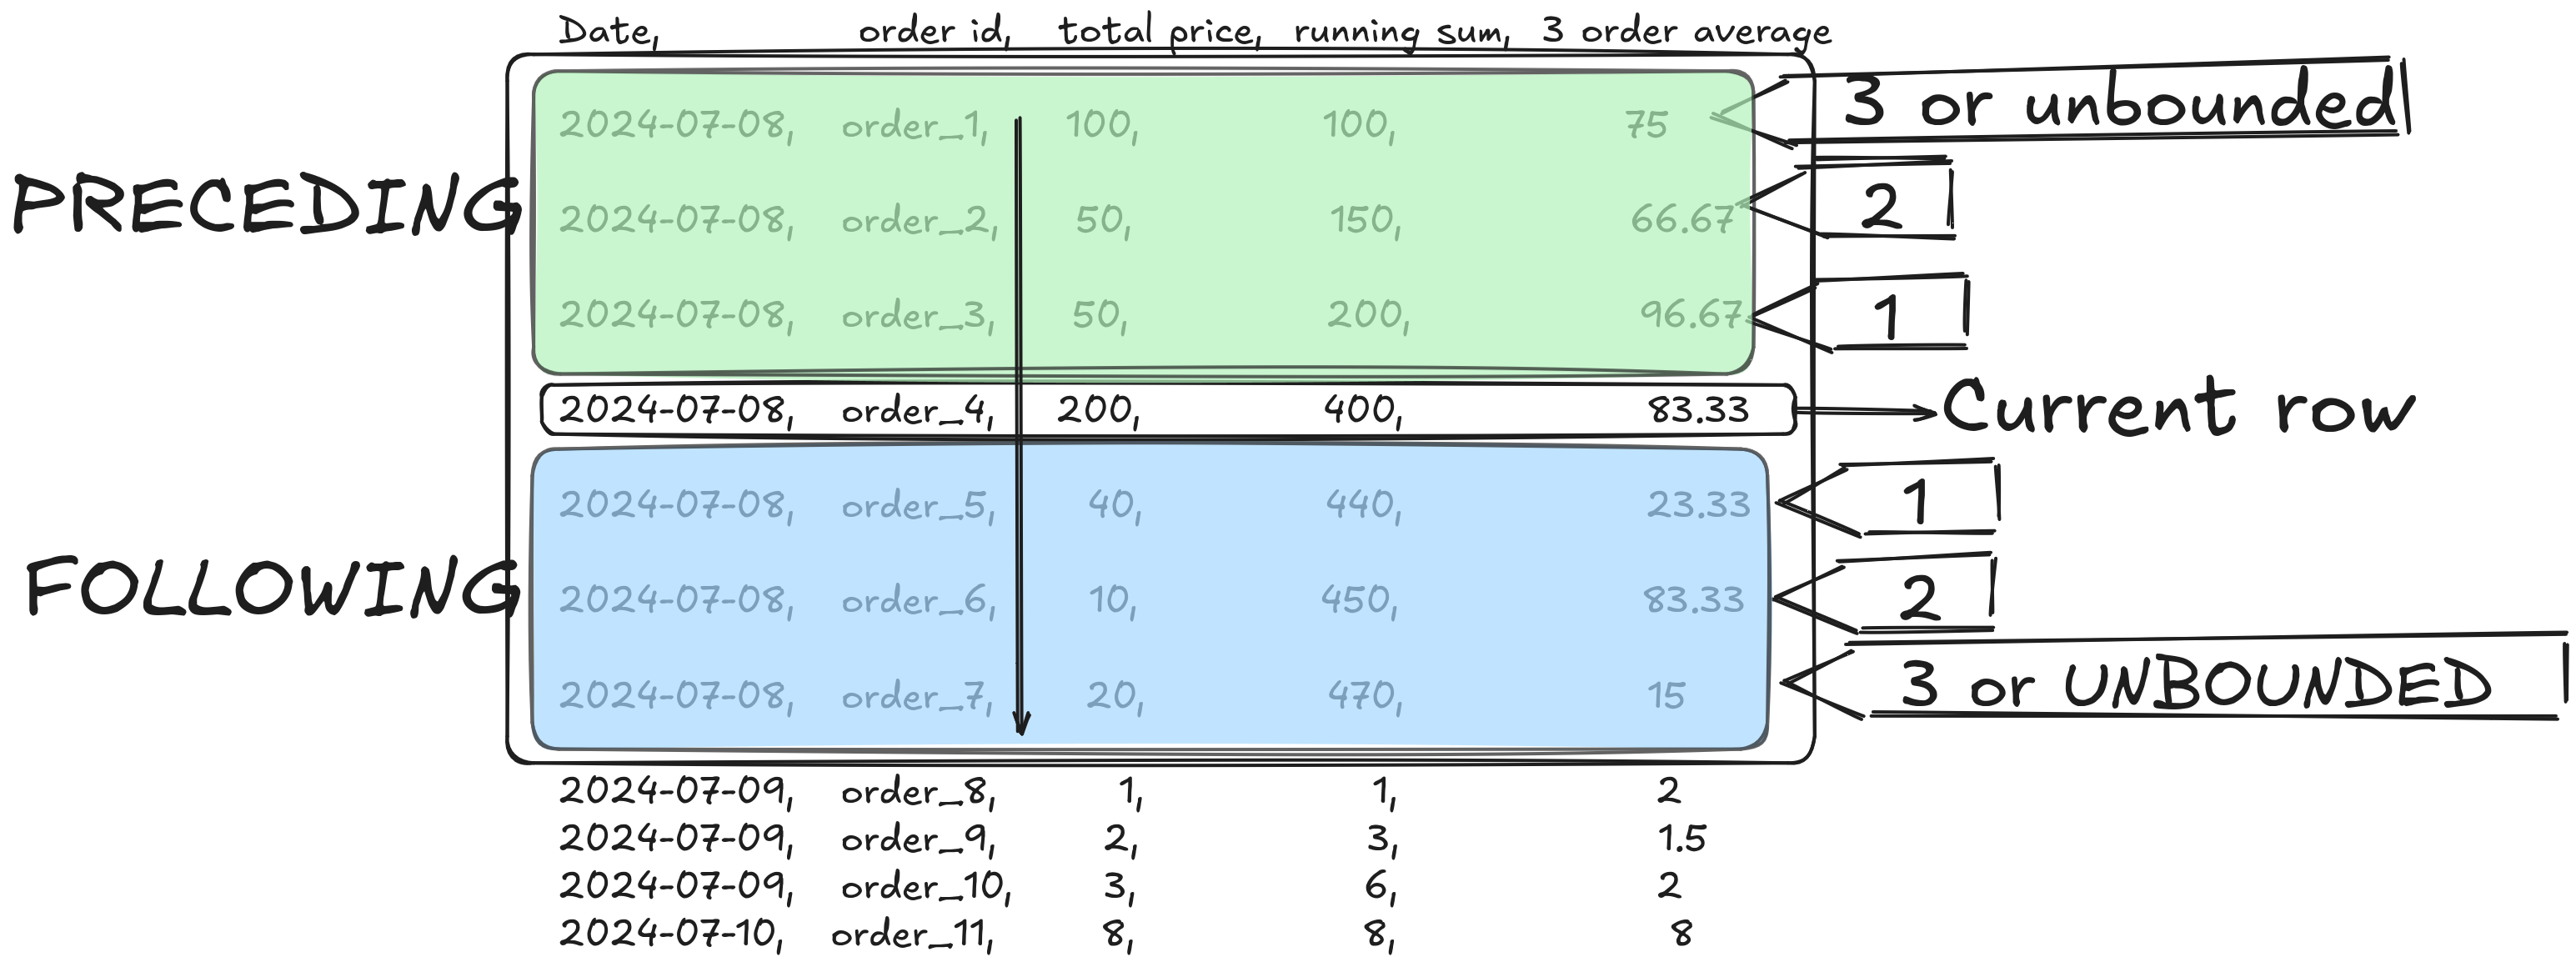 Date, order id, total price, running sum, 3 order average
2024-07-08, order_1, 100, 100, 75 3 or unbounded
PRECEDING 2024-07-08, order_2, 50, 150, 66.67 2
2024-07-08, order_3, 50, 200, 96.67 1
2024-07-08, order_4, 200, 400, 83.33 Current row
2024-07-08, order_5, 40, 440, 23.33 1
FOLLOWING 2024-07-08, order_6, 10, 450, 83.33 2
2024-07-08, order_7, 20, 470, 15 3 or UNBOUNDED
2024-07-09, order_8, 1, 1, 2
2024-07-09, order_9, 2, 3, 1.5
2024-07-09, order_10, 3, 6, 2
2024-07-10, order_11, 8, 8, 8